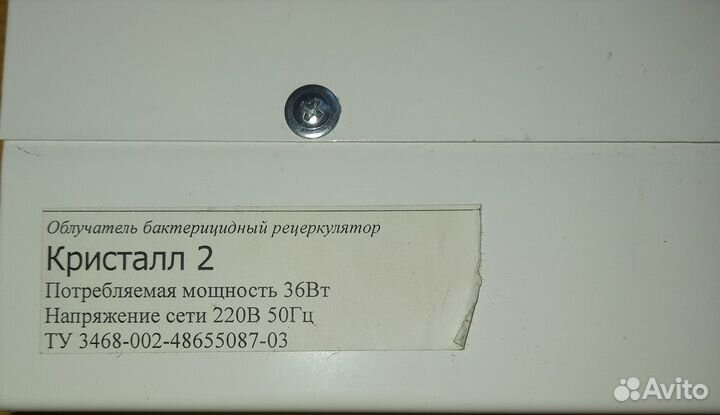 Облучатель бактерицидный рецеркулятор
Кристалл 2
Потребляемая мощность 36Вт
Напряжение сети 220В 50Гц
ТУ 3468-002-48655087-03
Avito